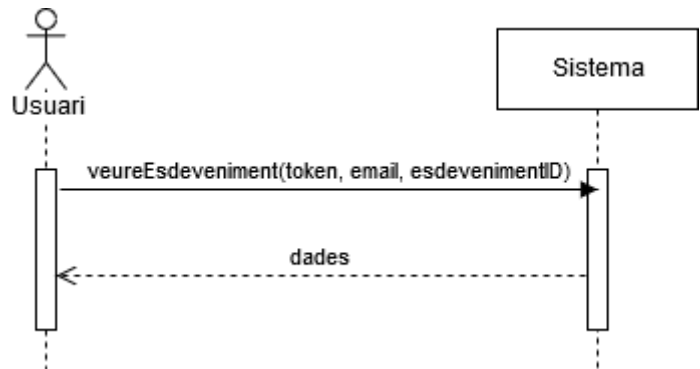 Usuari
Sistema
veureEsdeveniment(token, email, esdevenimentID)
dades